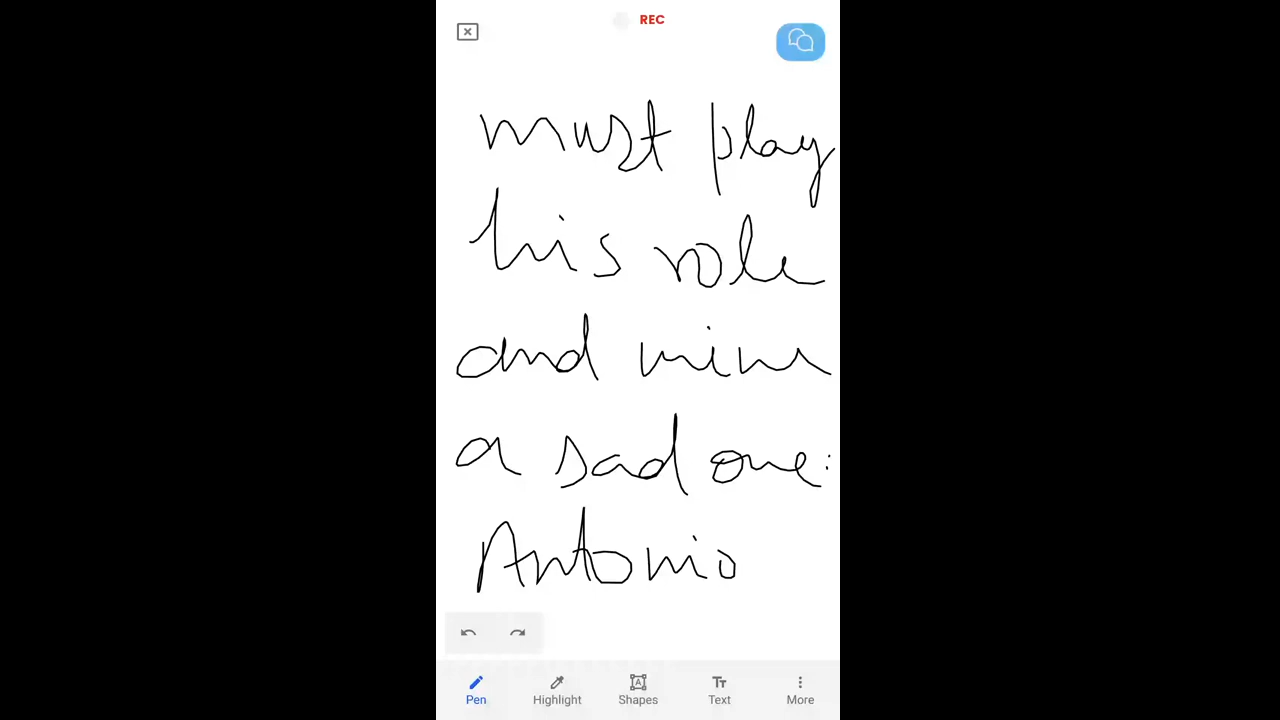 REC
must play
his role
and mine
a sad one:
Antonio
Pen Highlight Shapes Text More